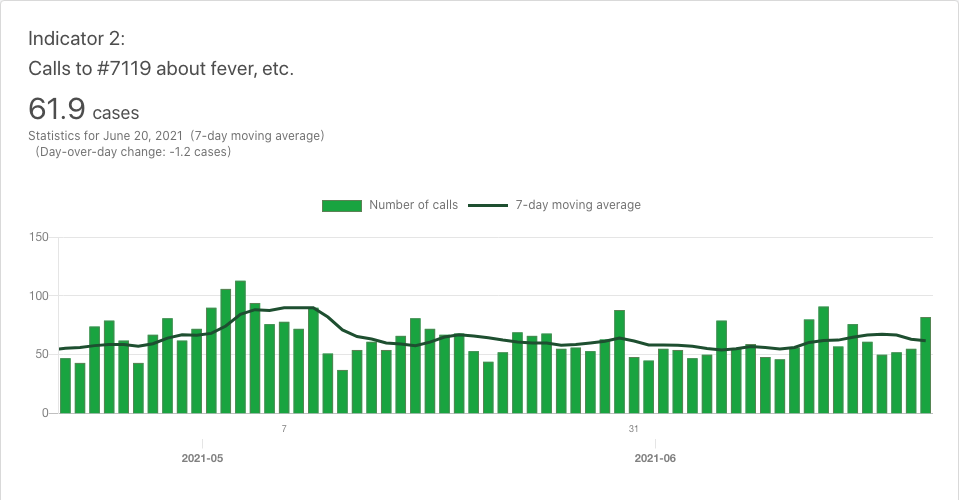 Indicator 2:
Calls to #7119 about fever, etc.
61.9 cases
Statistics for June 20, 2021 (7-day moving average)
(Day-over-day change: -1.2 cases)
Number of calls 7-day moving average
150
100
50
0
7 31
2021-05 2021-06